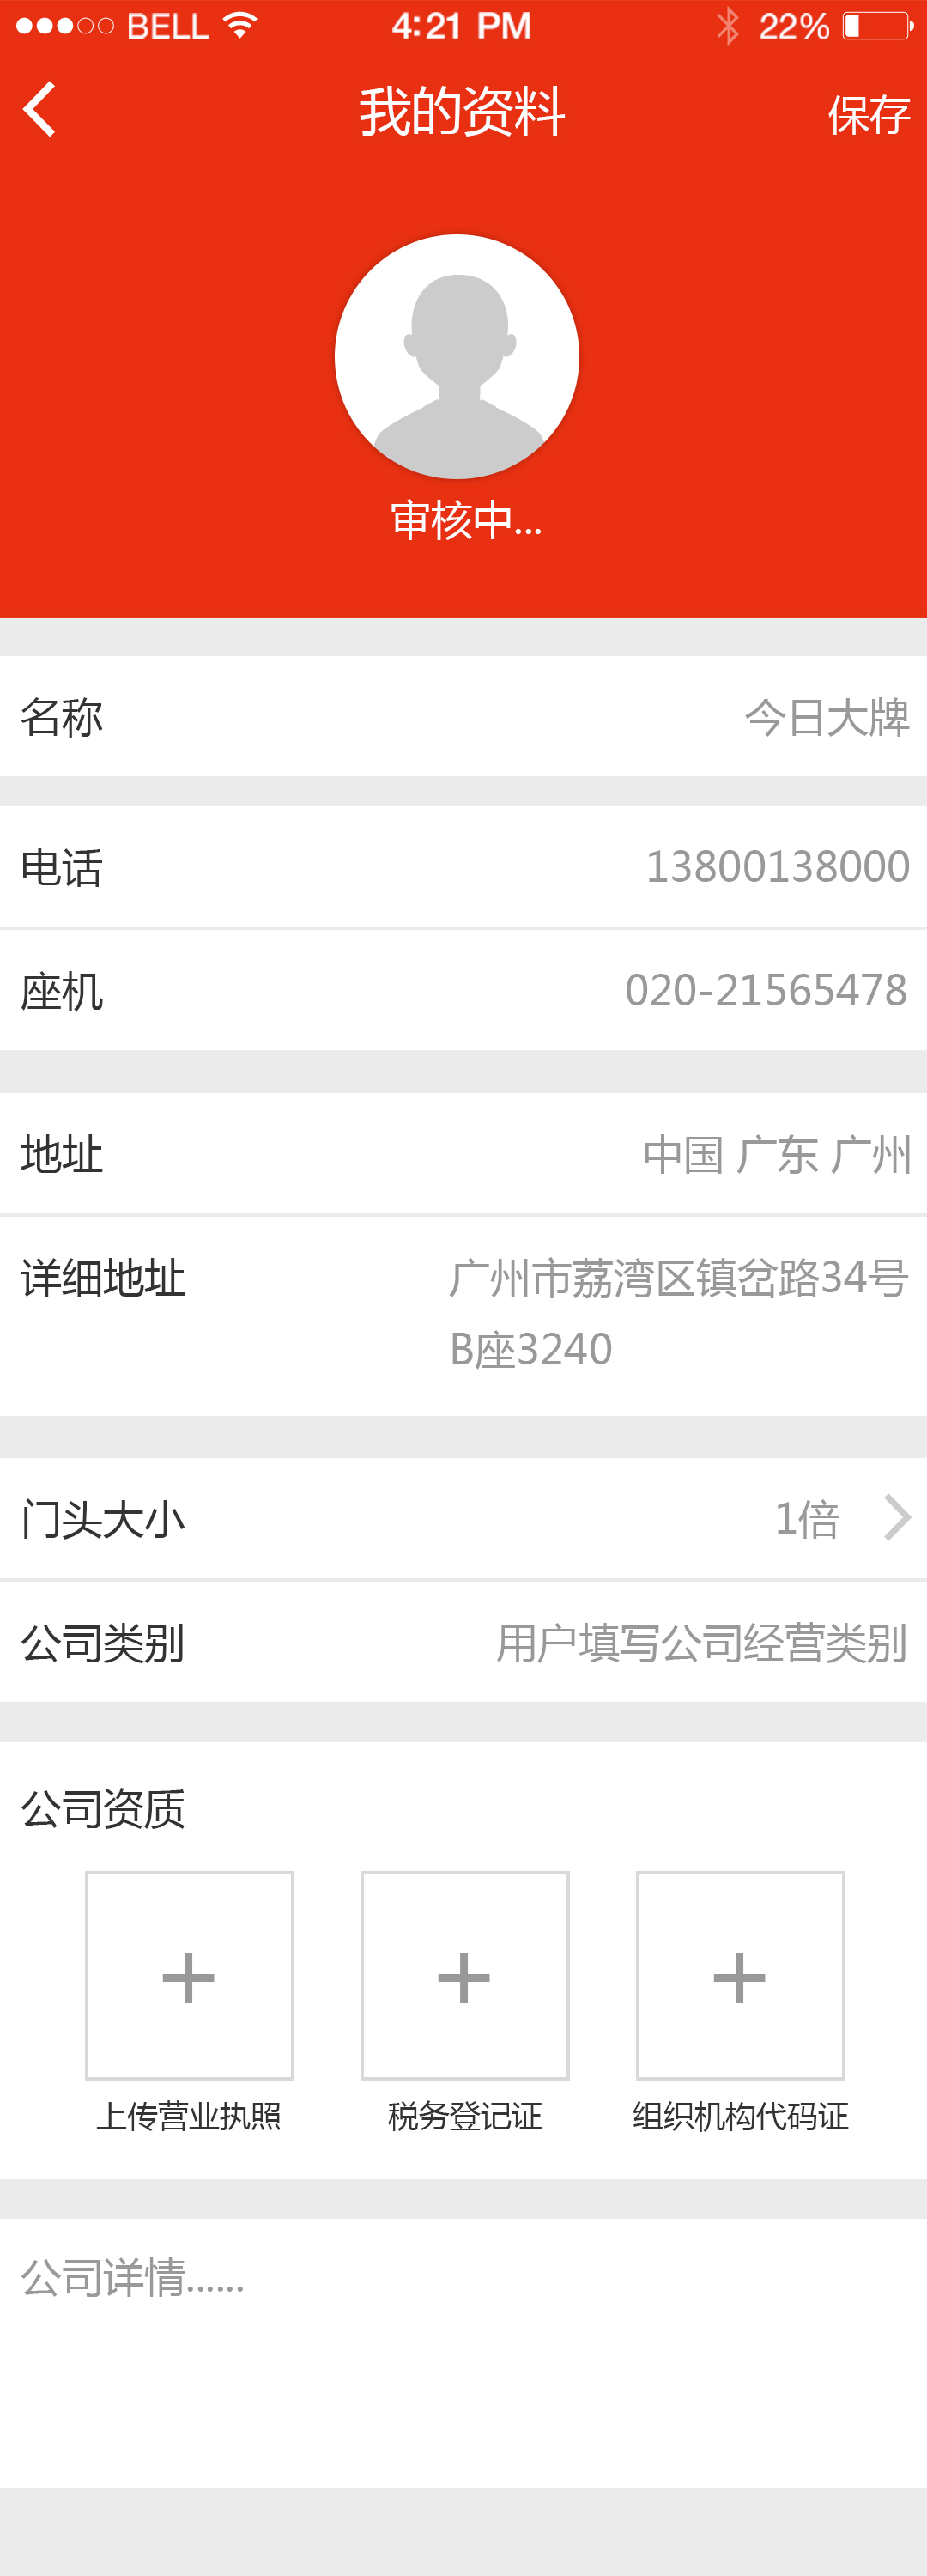 BELL 4:21 PM 22%
我的资料 保存
审核中...
名称 今日大牌
电话 13800138000
座机 020-21565478
地址 中国 广东 广州
详细地址 广州市荔湾区镇岔路34号
B座3240
门头大小 1倍
公司类别 用户填写公司经营类别
公司资质
上传营业执照 税务登记证 组织机构代码证
公司详情......